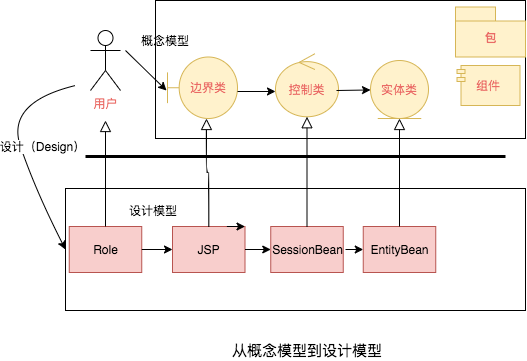 概念模型
包
边界类
控制类
实体类
组件
用户
设计（Design）
设计模型
Role
JSP
SessionBean
EntityBean
从概念模型到设计模型